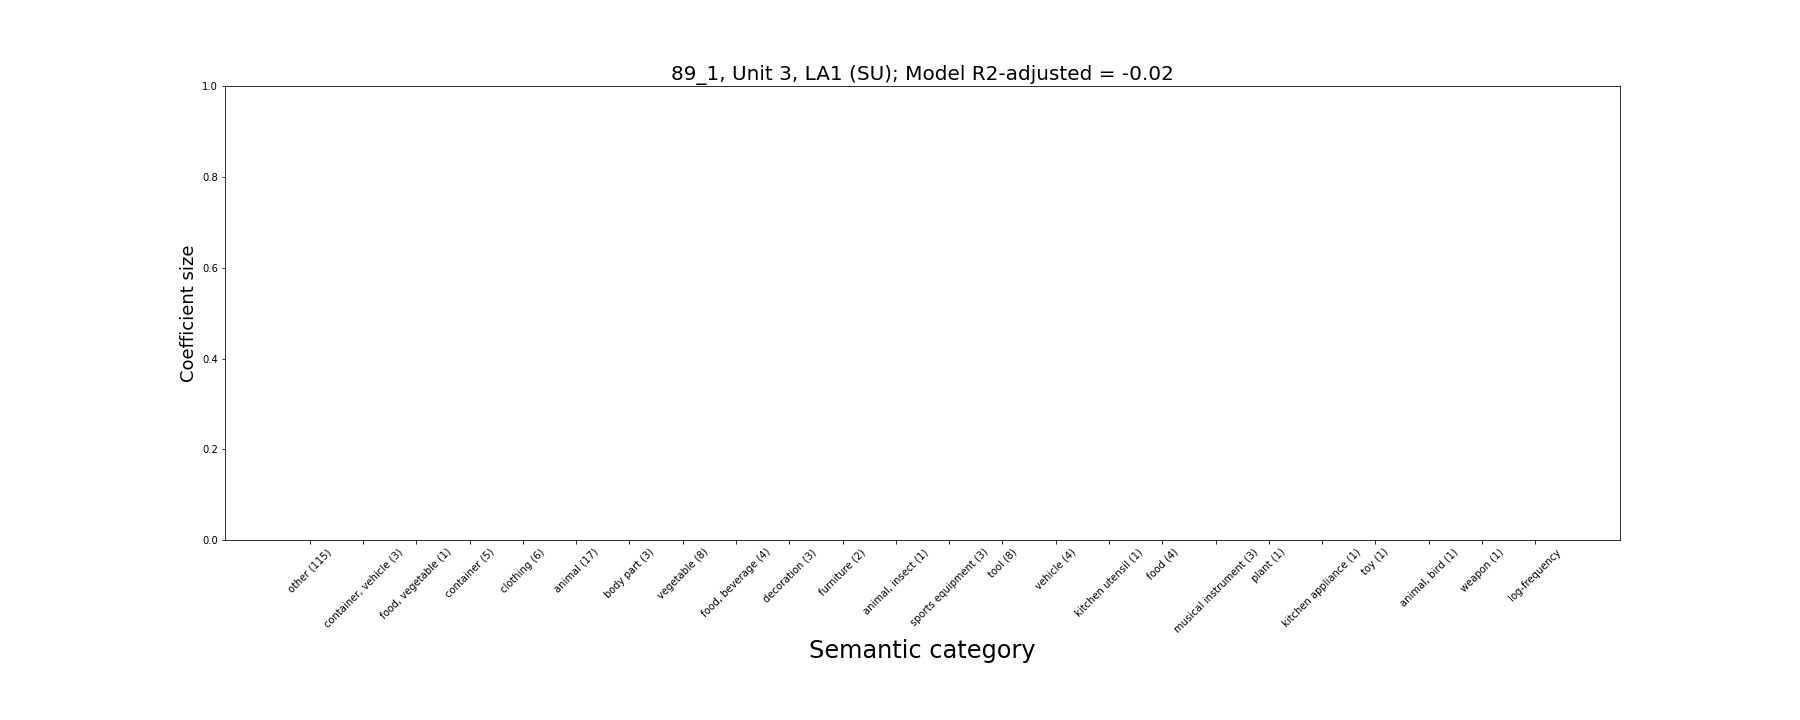 89_1, Unit 3, LA1 (SU); Model R2-adjusted = -0.02
Coefficient size
1.0
0.8
0.6
0.4
0.2
0.0
other (115)
container, vehicle (3)
food, vegetable (1)
container (5)
clothing (6)
animal (17)
body part (3)
vegetable (8)
food, beverage (4)
decoration (3)
furniture (2)
animal, insect (1)
sports equipment (3)
tool (8)
vehicle (4)
kitchen utensil (1)
food (4)
musical instrument (3)
plant (1)
kitchen appliance (1)
toy (1)
animal, bird (1)
weapon (1)
log-frequency
Semantic category